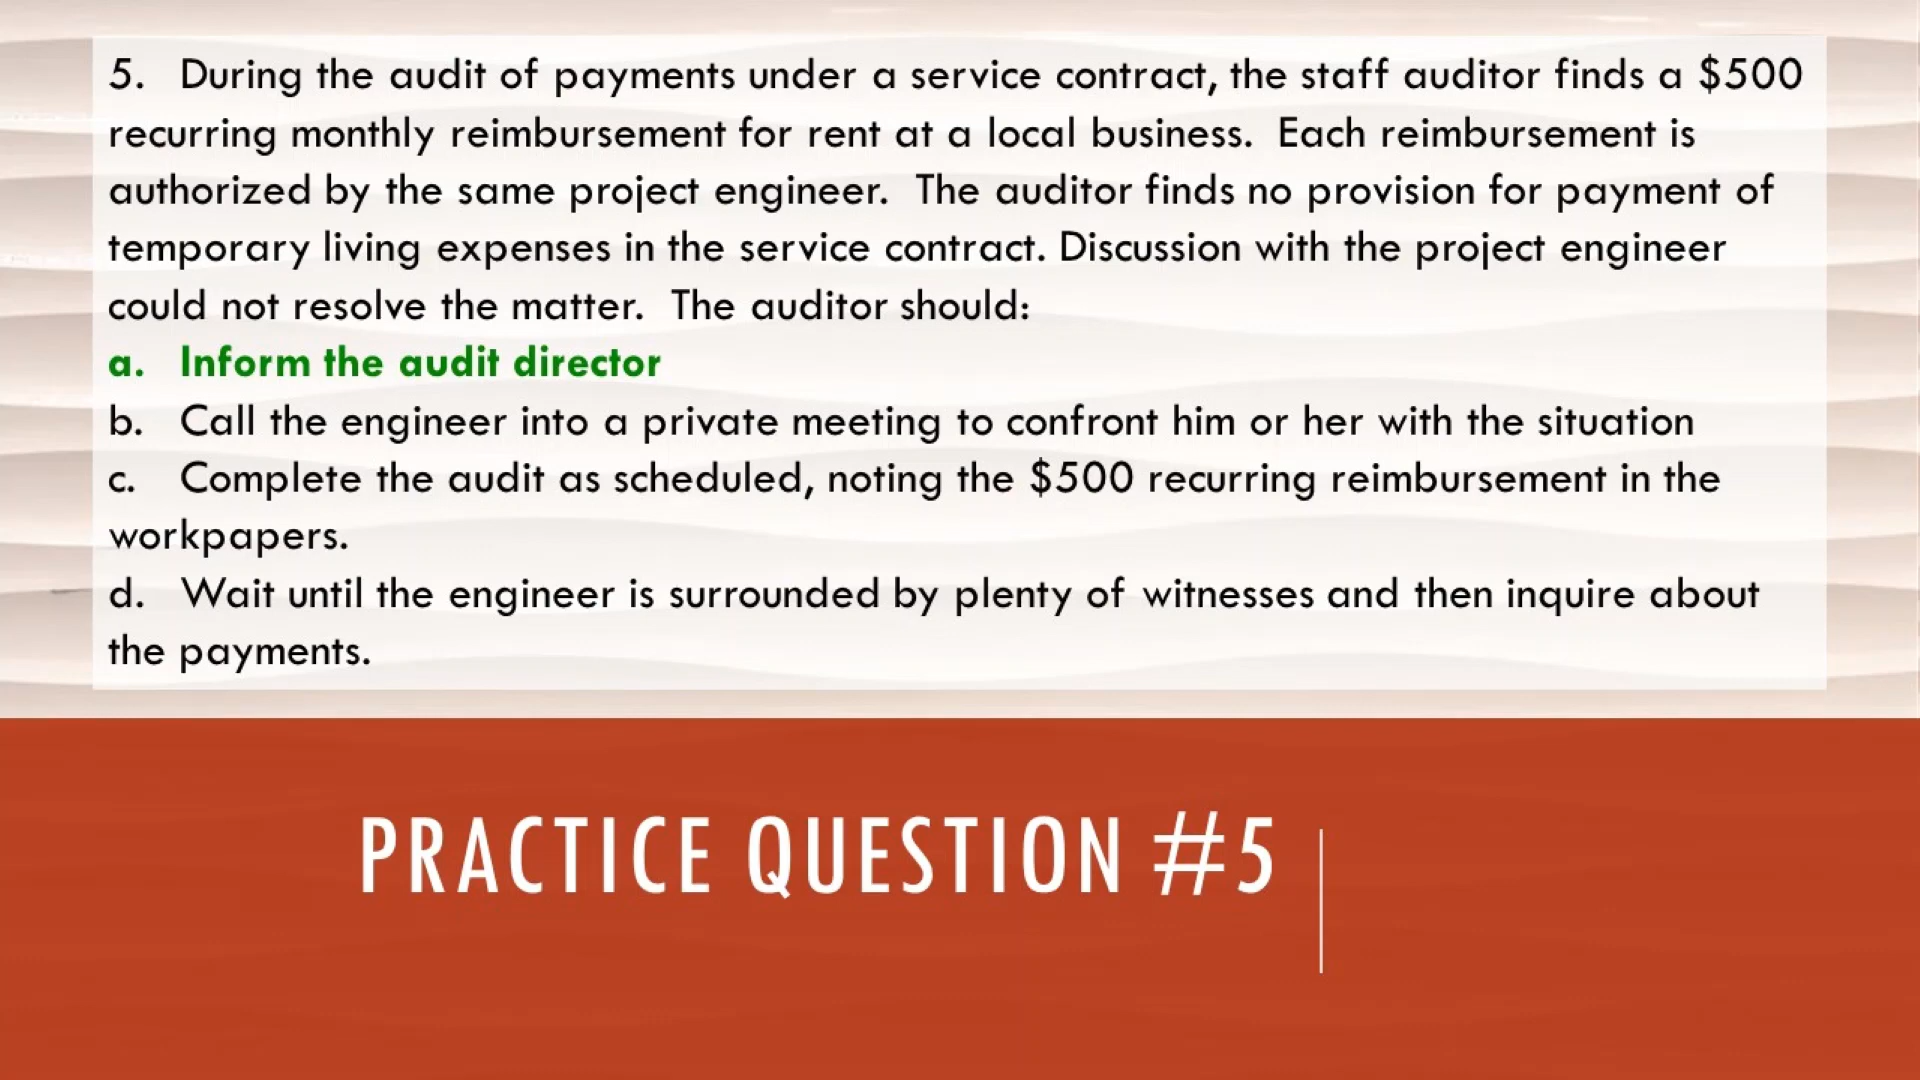 5. During the audit of payments under a service contract, the staff auditor finds a $500
recurring monthly reimbursement for rent at a local business. Each reimbursement is
authorized by the same project engineer. The auditor finds no provision for payment of
temporary living expenses in the service contract. Discussion with the project engineer
could not resolve the matter. The auditor should:
a. Inform the audit director
b. Call the engineer into a private meeting to confront him or her with the situation
c. Complete the audit as scheduled, noting the $500 recurring reimbursement in the
workpapers.
d. Wait until the engineer is surrounded by plenty of witnesses and then inquire about
the payments.
PRACTICE QUESTION #5